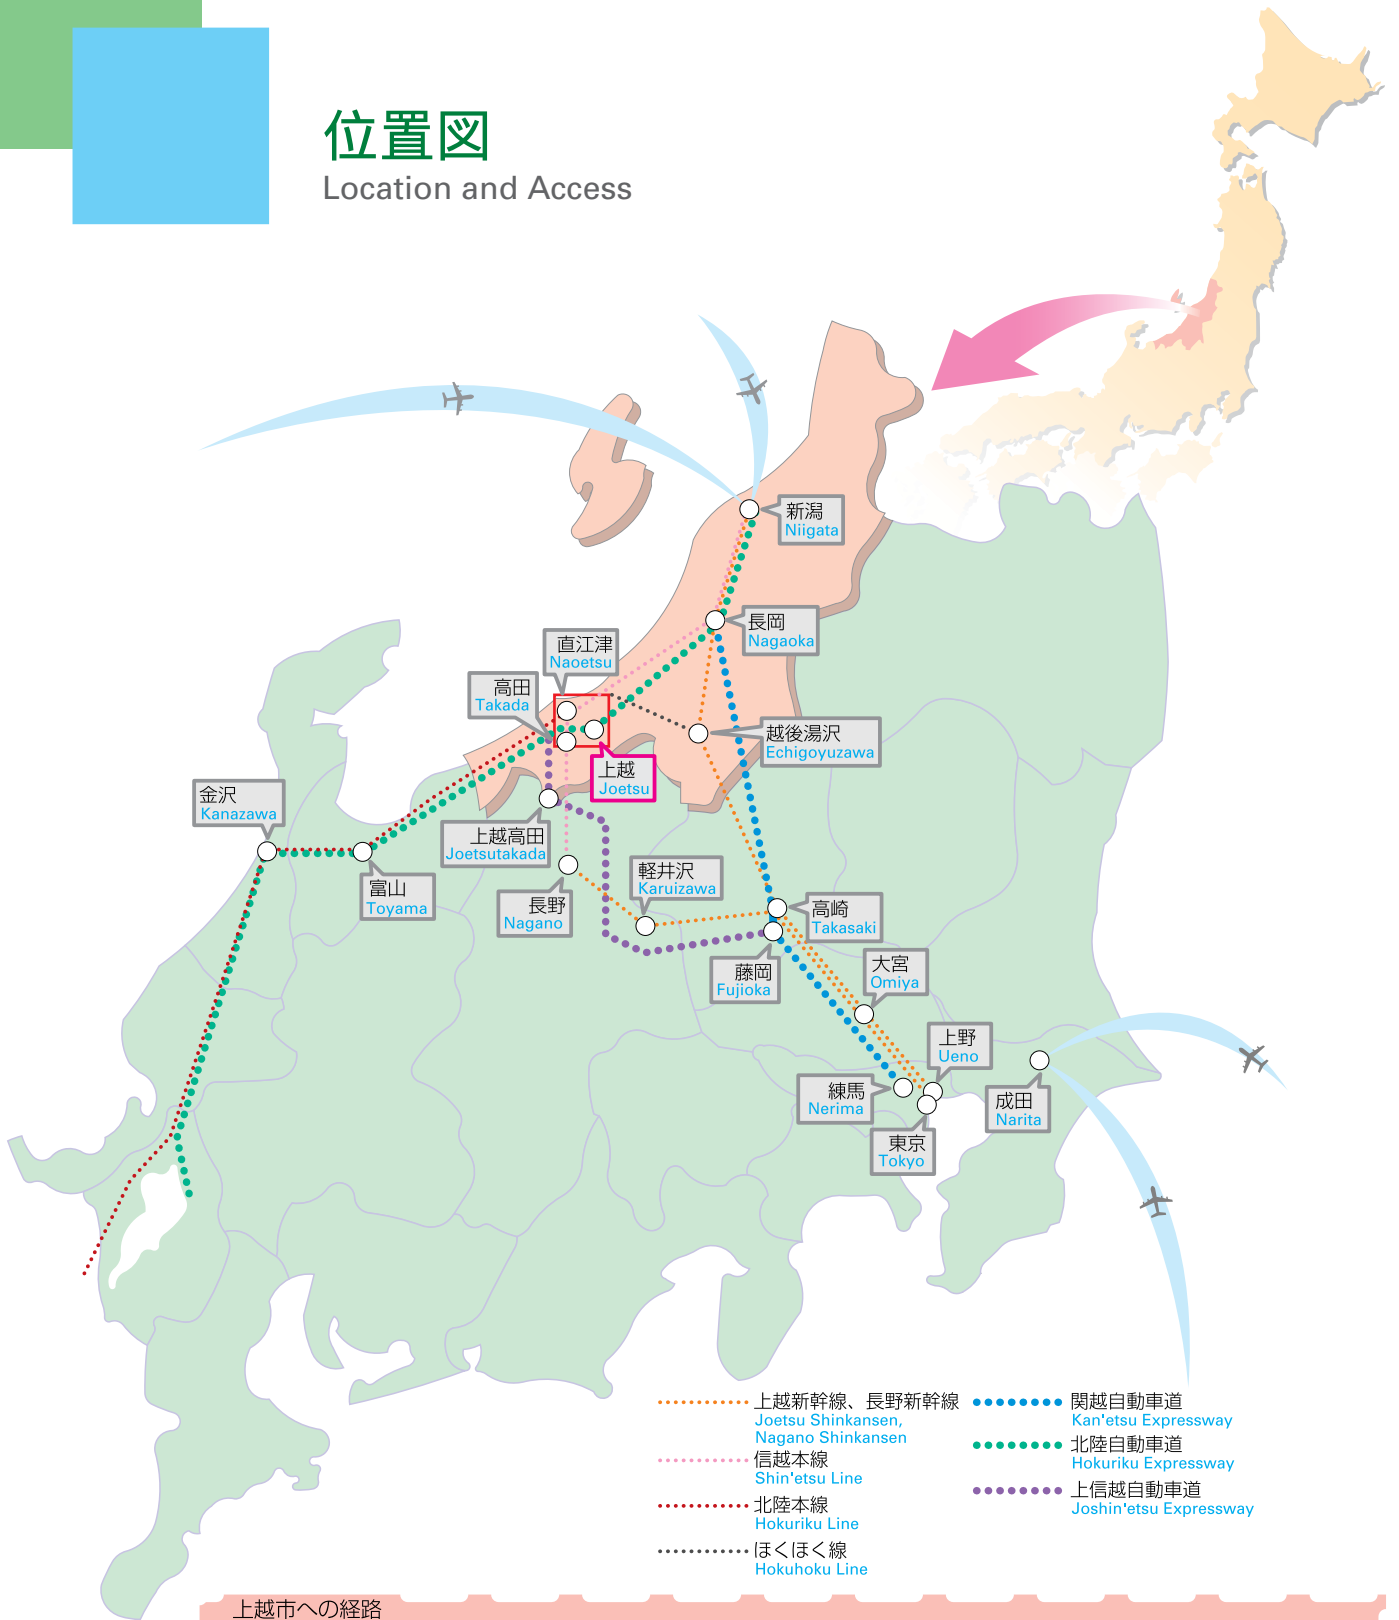 位置図
Location and Access
新潟
Niigata
長岡
Nagaoka
直江津
Naoetsu
高田
Takada
越後湯沢
Echigoyuzawa
上越
Joetsu
金沢
Kanazawa
上越高田
Joetsutakada
富山
Toyama
長野
Nagano
軽井沢
Karuizawa
高崎
Takasaki
藤岡
Fujioka
大宮
Omiya
上野
Ueno
練馬
Nerima
東京
Tokyo
成田
Narita
上越新幹線、長野新幹線
Joetsu Shinkansen,
Nagano Shinkansen
信越本線
Shin'etsu Line
北陸本線
Hokuriku Line
ほくほく線
Hokuhoku Line
関越自動車道
Kan'etsu Expressway
北陸自動車道
Hokuriku Expressway
上信越自動車道
Joshin'etsu Expressway
上越市への経路